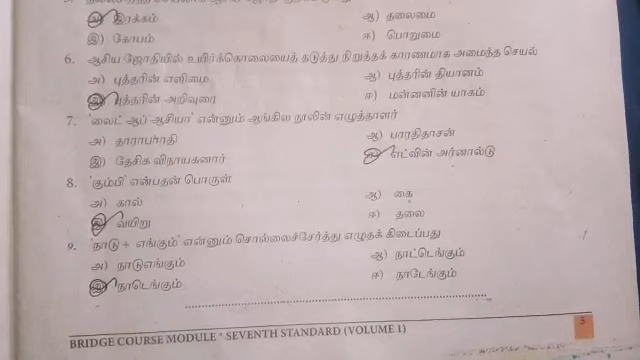 அ) இரக்கம் ஆ) தலைமை
இ) கோபம் ஈ) பொறுமை
6. ஆசிய ஜோதியில் உயிர்க்கொலையைத் தடுத்து நிறுத்தக் காரணமாக அமைந்த செயல்
அ) புத்தரின் எளிமை ஆ) புத்தரின் தியானம்
இ) புத்தரின் அறிவுரை ஈ) மன்னனின் யாகம்
7. 'லைட் ஆப் ஆசியா' என்னும் ஆங்கில நூலின் எழுத்தாளர்
அ) தாராபாரதி ஆ) பாரதிதாசன்
இ) தேசிக விநாயகனார் ஈ) எட்வின் அர்னால்டு
8. 'கும்பி' என்பதன் பொருள்
அ) கால் ஆ) கை
இ) வயிறு ஈ) தலை
9. 'நாடு + எங்கும்' என்னும் சொல்லைச்சேர்த்து எழுதக் கிடைப்பது
அ) நாடுஎங்கும் ஆ) நாட்டெங்கும்
இ) நாடெங்கும் ஈ) நாடேங்கும்
BRIDGE COURSE MODULE * SEVENTH STANDARD (VOLUME 1) 3